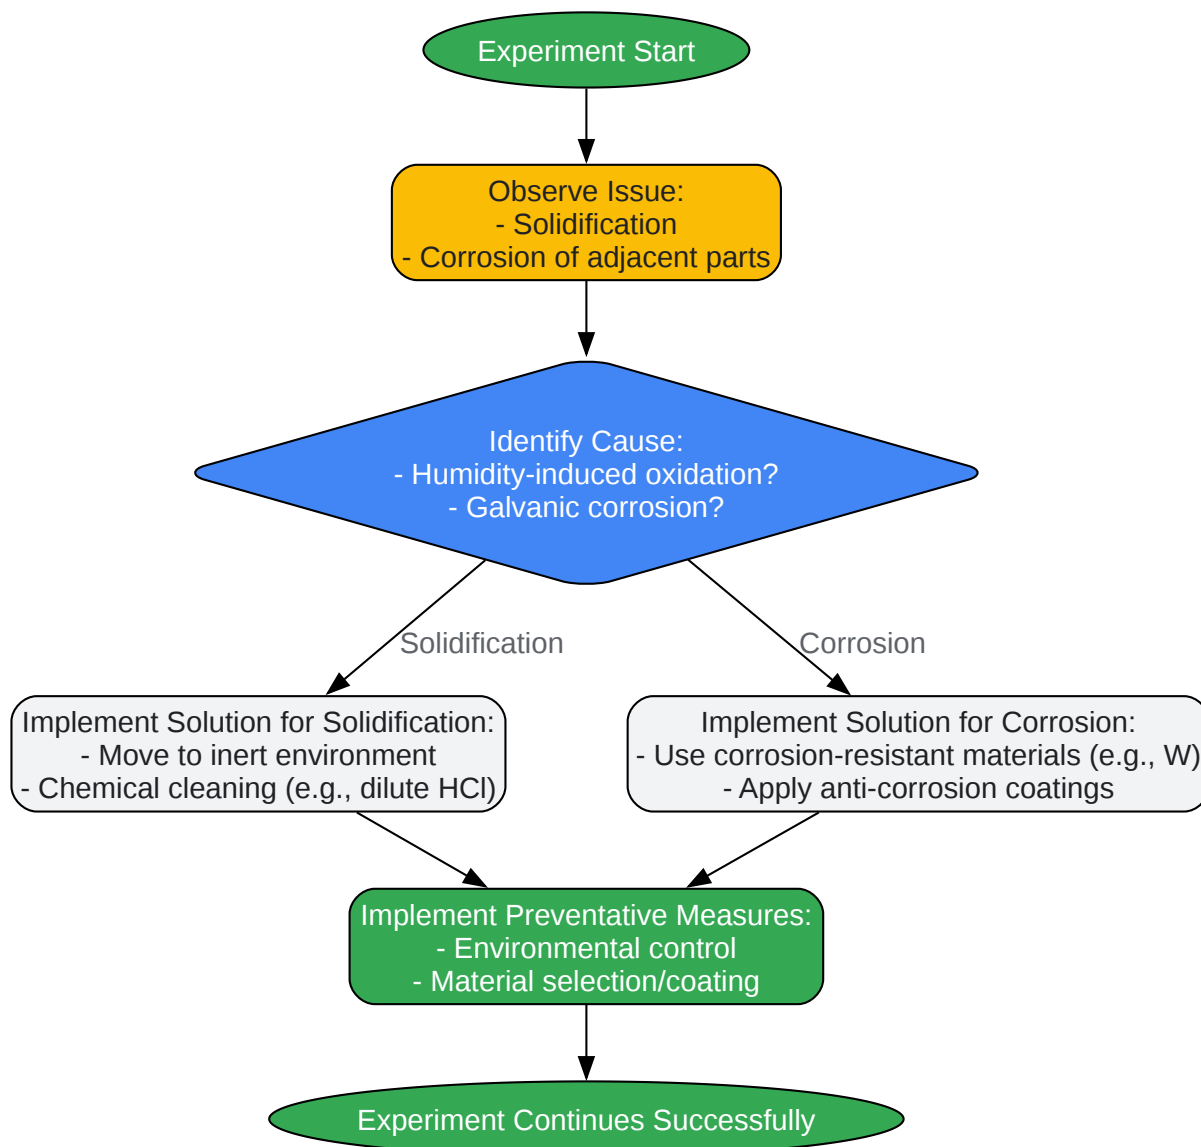 Experiment Start
Observe Issue:
- Solidification
- Corrosion of adjacent parts
Identify Cause:
- Humidity-induced oxidation?
- Galvanic corrosion?
Solidification
Corrosion
Implement Solution for Solidification:
- Move to inert environment
- Chemical cleaning (e.g., dilute HCl)
Implement Solution for Corrosion:
- Use corrosion-resistant materials (e.g., W)
- Apply anti-corrosion coatings
Implement Preventative Measures:
- Environmental control
- Material selection/coating
Experiment Continues Successfully